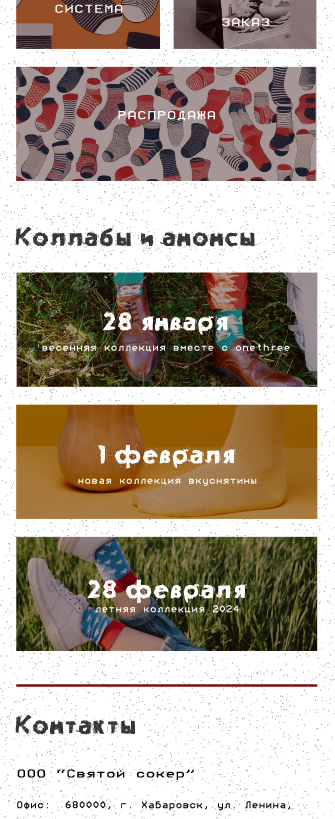 СИСТЕМА
ЗАКАЗ
РАСПРОДАЖА
Коллабы и анонсы
28 января
весенняя коллекция вместе с onethree
1 февраля
новая коллекция вкуснятины
28 февраля
летняя коллекция 2024
Контакты
ООО "Святой сокер"
Офис: 680000, г. Хабаровск, ул. Ленина,